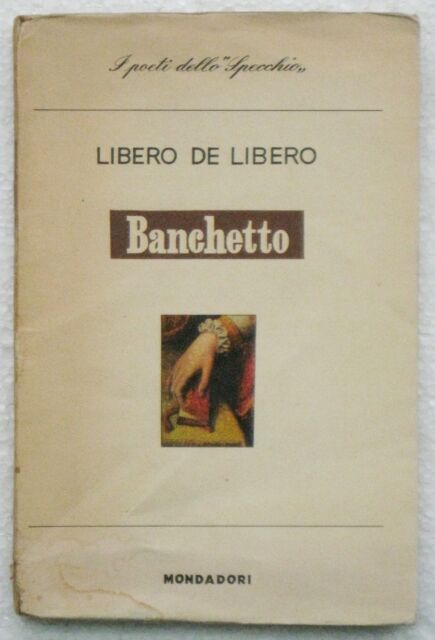 I poeti dello "Specchio„
LIBERO DE LIBERO
Banchetto
MONDADORI